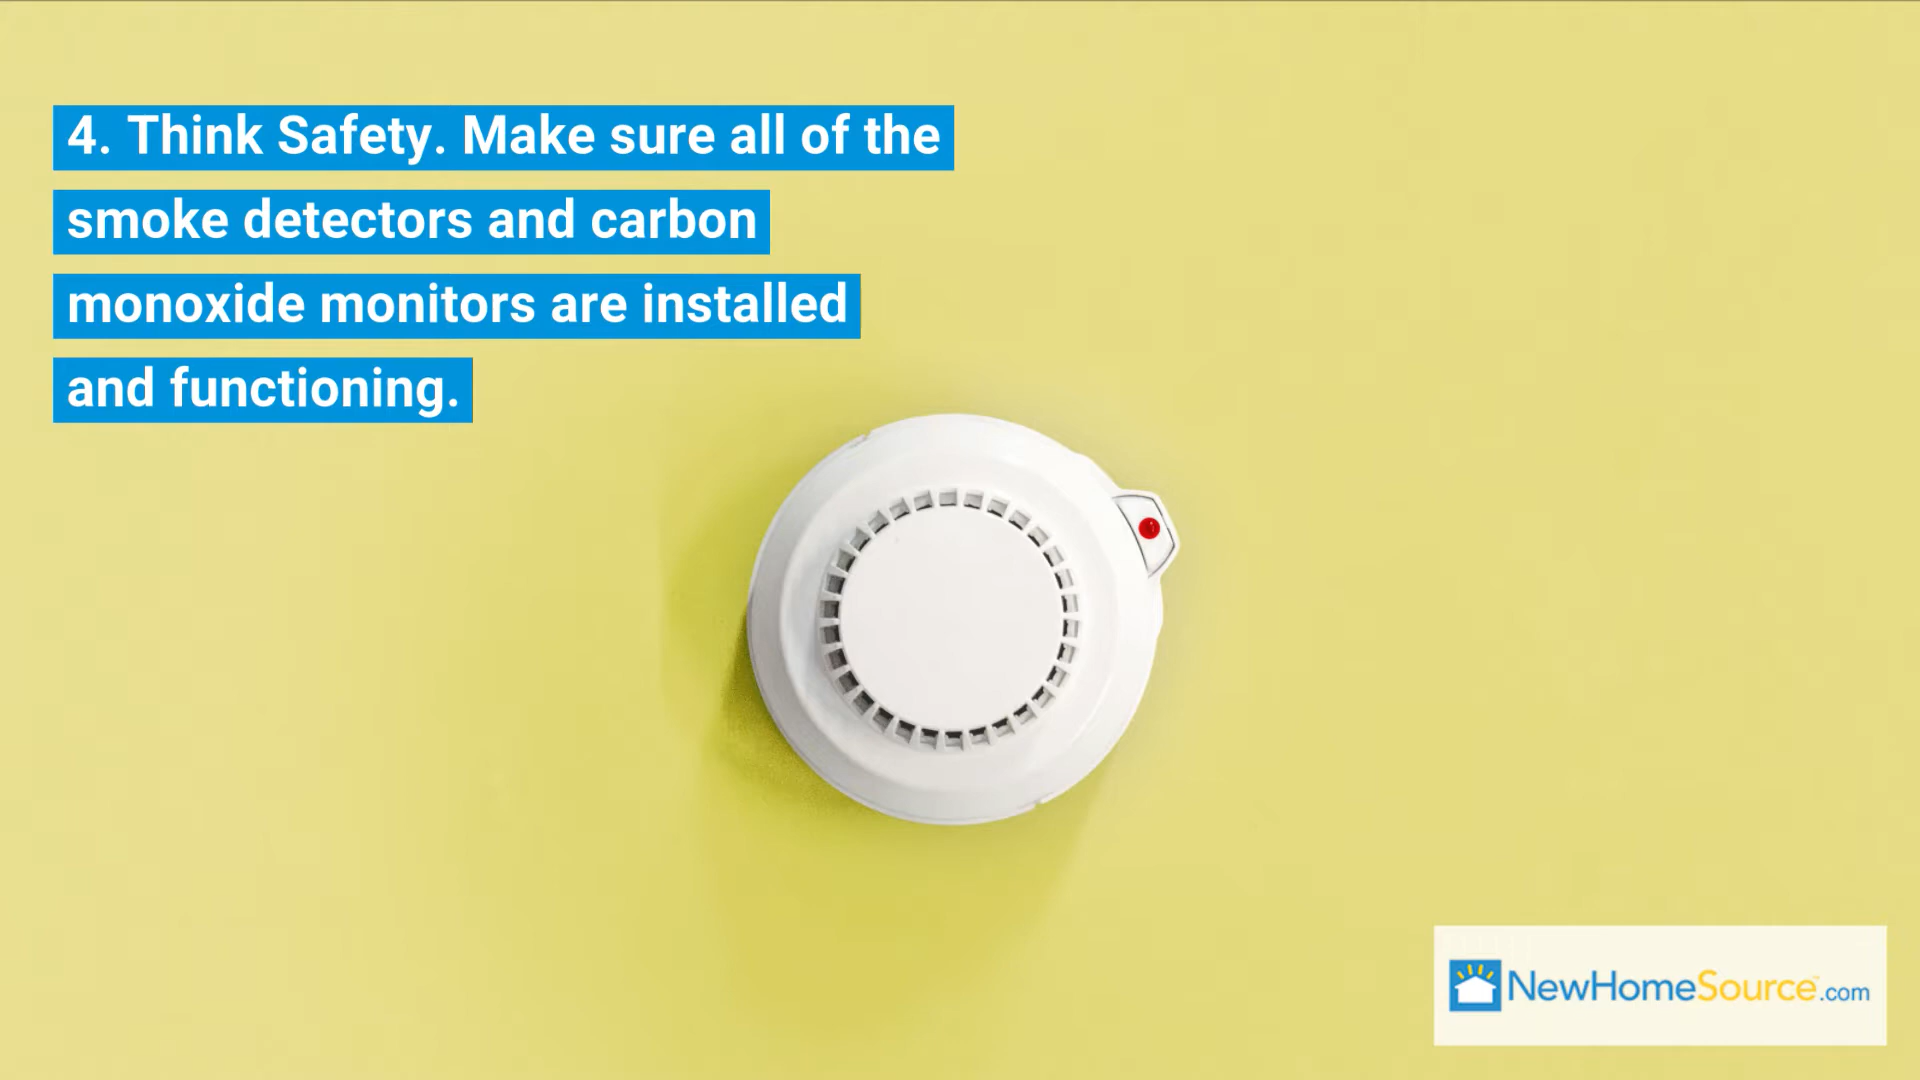 4. Think Safety. Make sure all of the
smoke detectors and carbon
monoxide monitors are installed
and functioning.
NewHomeSource™.com